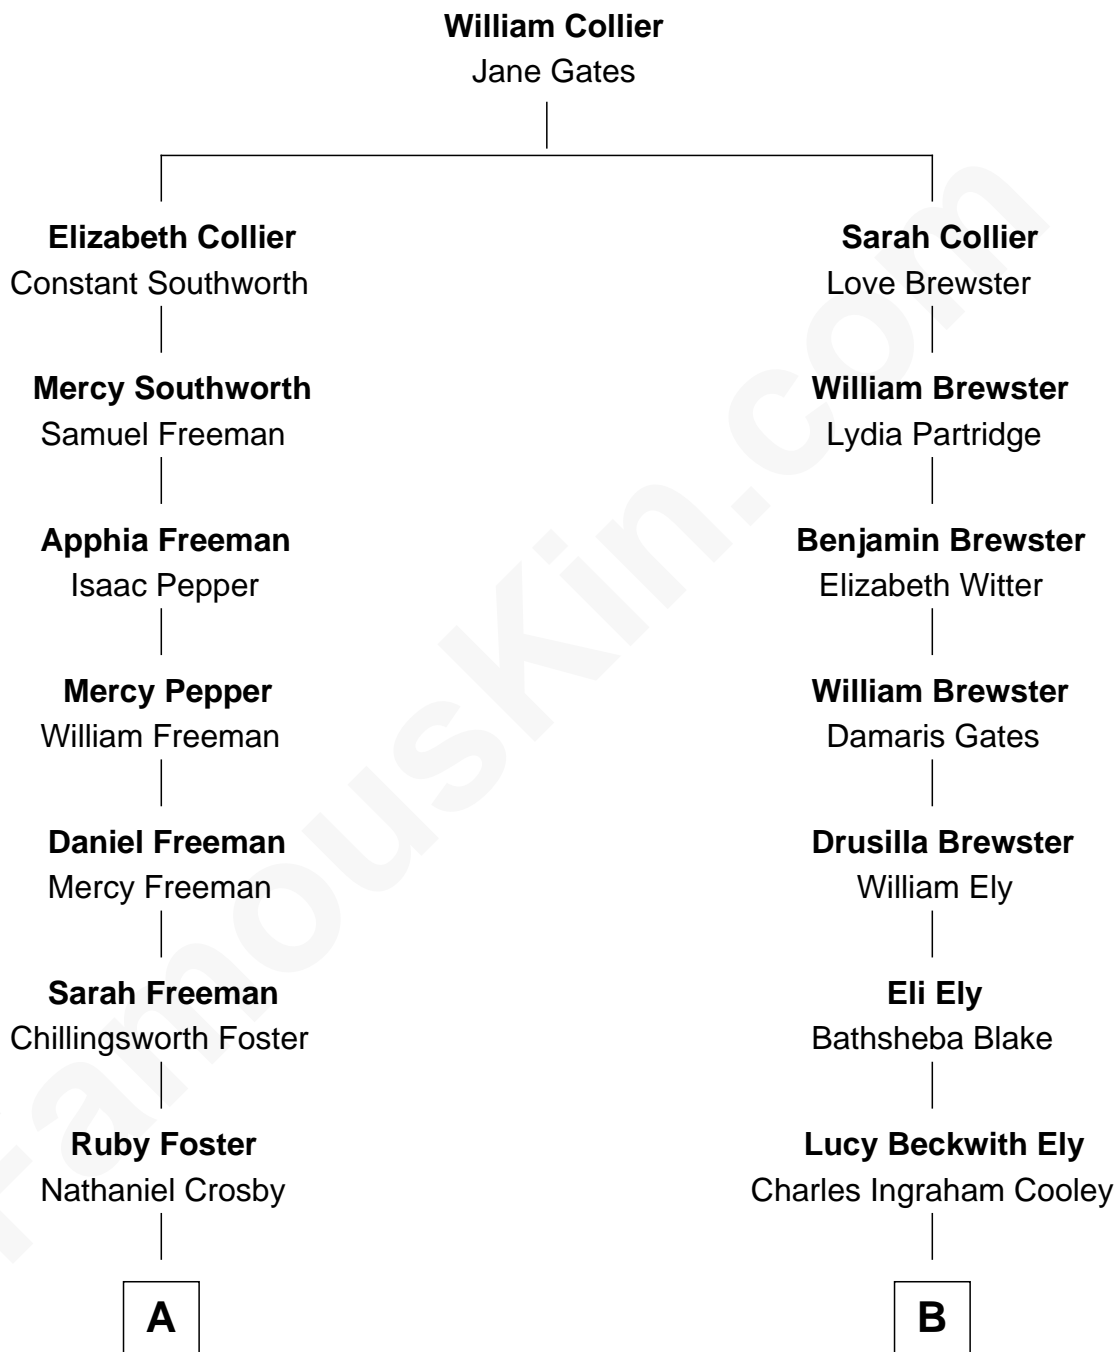 William Collier
Jane Gates
Elizabeth Collier
Constant Southworth
Sarah Collier
Love Brewster
Mercy Southworth
Samuel Freeman
William Brewster
Lydia Partridge
Apphia Freeman
Isaac Pepper
Benjamin Brewster
Elizabeth Witter
Mercy Pepper
William Freeman
William Brewster
Damaris Gates
Daniel Freeman
Mercy Freeman
Drusilla Brewster
William Ely
Sarah Freeman
Chillingsworth Foster
Eli Ely
Bathsheba Blake
Ruby Foster
Nathaniel Crosby
Lucy Beckwith Ely
Charles Ingraham Cooley
A
B
FamousKin.com